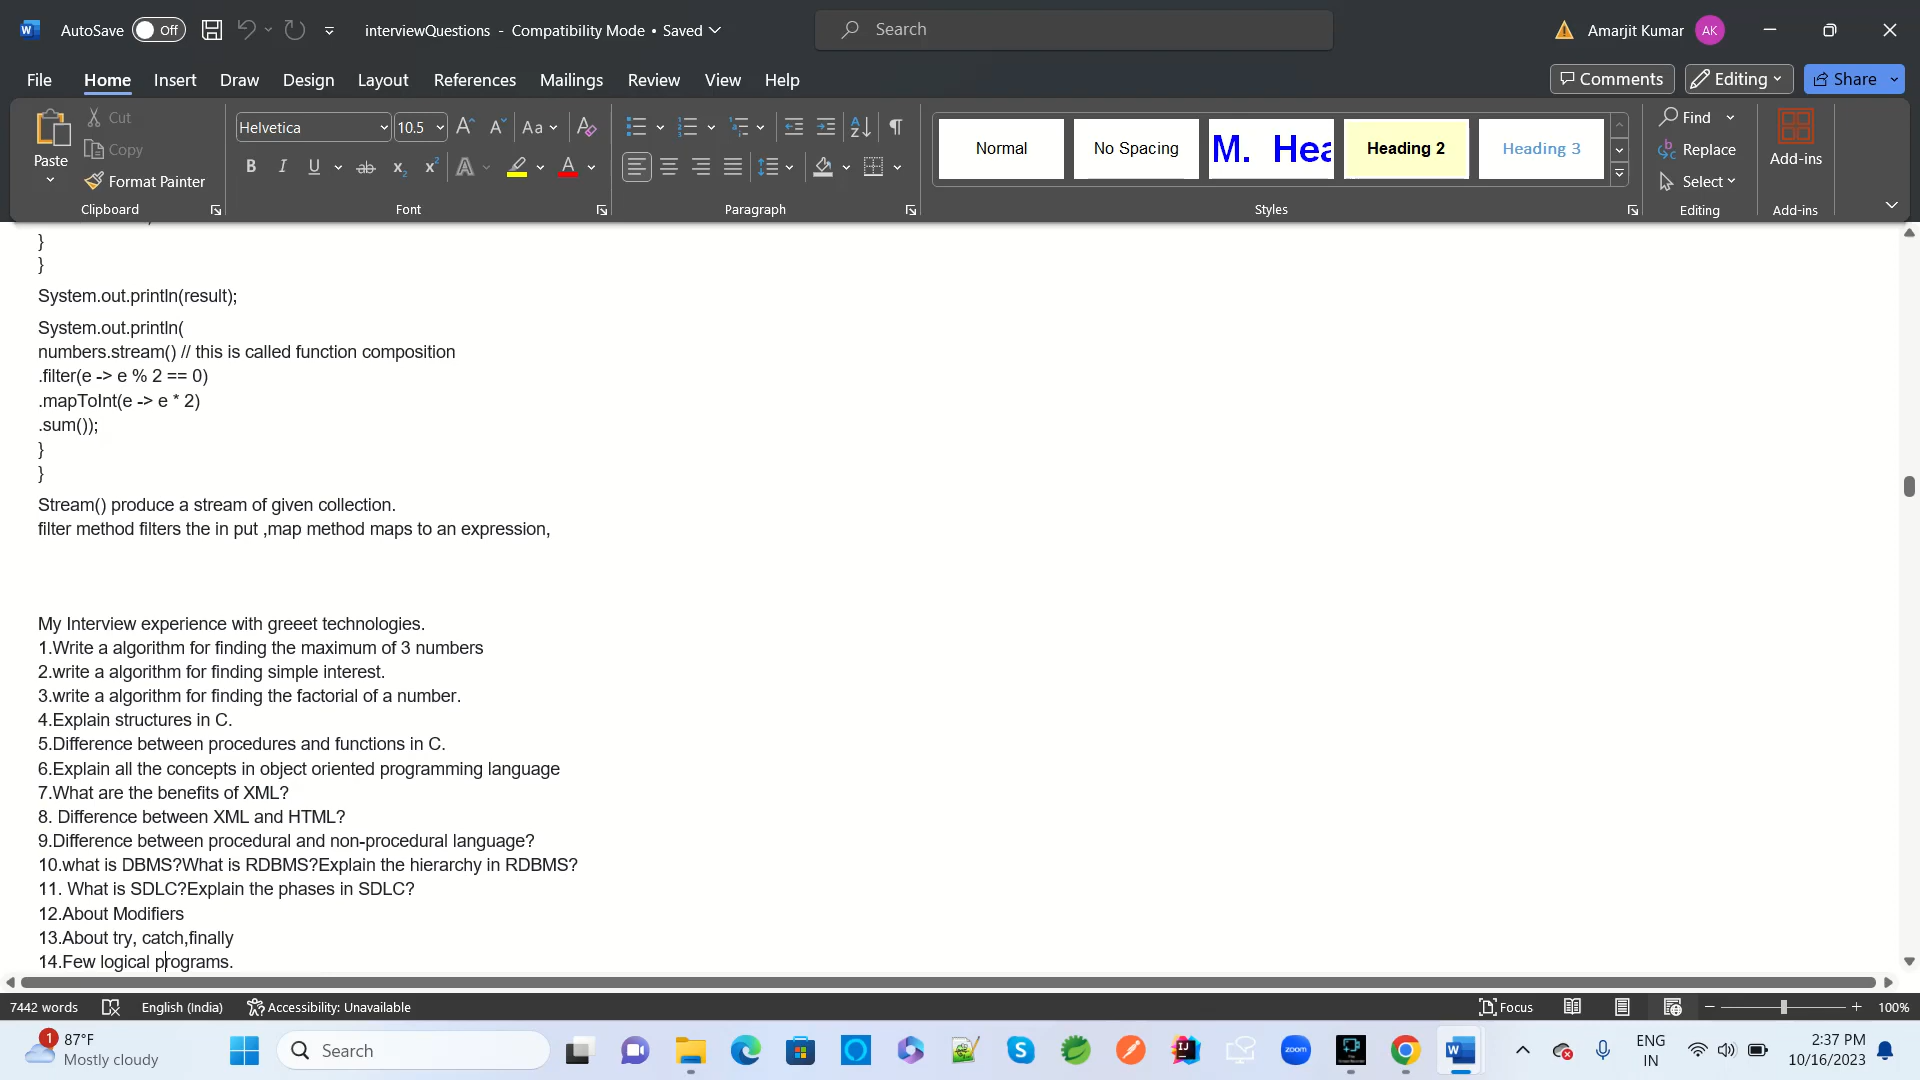 AutoSave Off interviewQuestions - Compatibility Mode • Saved Search Amarjit Kumar AK
File Home Insert Draw Design Layout References Mailings Review View Help Comments Editing Share
Paste Cut Copy Format Painter
Clipboard
Helvetica 10.5 Aa
B I U ab x₂ x² A A
Font
Paragraph
Normal No Spacing M. Hea Heading 2 Heading 3
Styles
Find Replace Select
Editing
Add-ins
Add-ins
}
}
System.out.println(result);
System.out.println(
numbers.stream() // this is called function composition
.filter(e -> e % 2 == 0)
.mapToInt(e -> e * 2)
.sum());
}
}
Stream() produce a stream of given collection.
filter method filters the in put ,map method maps to an expression,
My Interview experience with greeet technologies.
1.Write a algorithm for finding the maximum of 3 numbers
2.write a algorithm for finding simple interest.
3.write a algorithm for finding the factorial of a number.
4.Explain structures in C.
5.Difference between procedures and functions in C.
6.Explain all the concepts in object oriented programming language
7.What are the benefits of XML?
8. Difference between XML and HTML?
9.Difference between procedural and non-procedural language?
10.what is DBMS?What is RDBMS?Explain the hierarchy in RDBMS?
11. What is SDLC?Explain the phases in SDLC?
12.About Modifiers
13.About try, catch,finally
14.Few logical programs.
7442 words English (India) Accessibility: Unavailable Focus 100%
1 87°F
Mostly cloudy
Search
zoom
ENG
IN
2:37 PM
10/16/2023